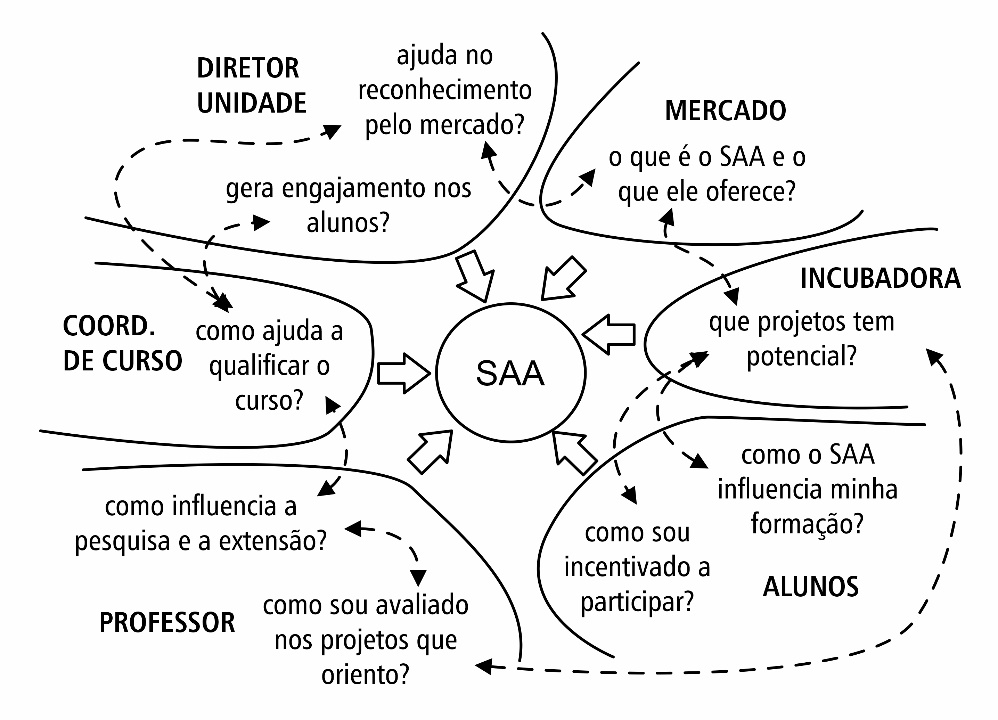 DIRETOR
UNIDADE
ajuda no
reconhecimento
pelo mercado?
gera engajamento nos
alunos?
MERCADO
o que é o SAA e o
que ele oferece?
INCUBADORA
que projetos tem
potencial?
COORD.
DE CURSO
como ajuda a
qualificar o
curso?
SAA
como o SAA
influencia minha
formação?
como sou
incentivado a
participar?
ALUNOS
como influencia a
pesquisa e a extensão?
PROFESSOR
como sou avaliado
nos projetos que
oriento?